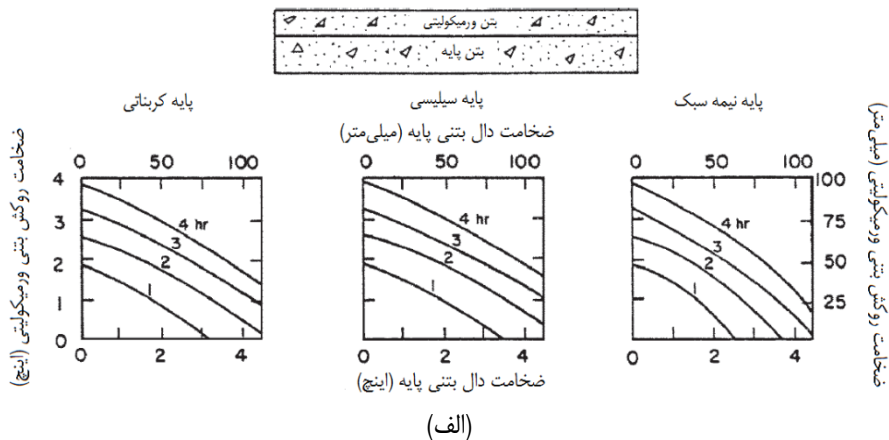 بتن ورمیکولیتی
بتن پایه
پایه کربناتی
پایه سیلیسی
پایه نیمه سبک
ضخامت دال بتنی پایه (میلی‌متر)
0 50 100
0 50 100
0 50 100
ضخامت روکش بتنی ورمیکولیتی (اینچ)
4
3
2
1
0
4 hr
3
2
1
4 hr
3
2
1
4 hr
3
2
1
100
75
50
25
ضخامت روکش بتنی ورمیکولیتی (میلی‌متر)
0 2 4
0 2 4
0 2 4
ضخامت دال بتنی پایه (اینچ)
(الف)